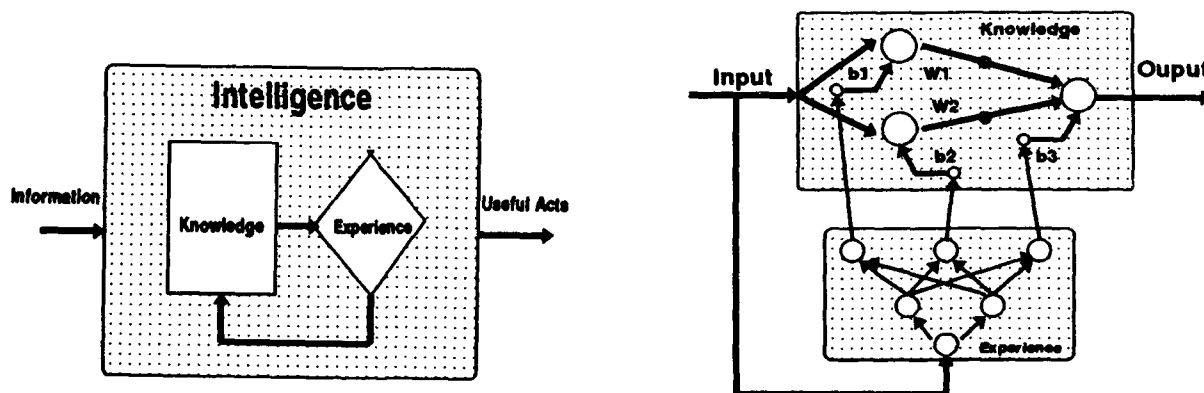 Intelligence
Information
Knowledge
Experience
Useful Acts
Knowledge
Input
b1
W1
Ouput
W2
b2
b3
Experience